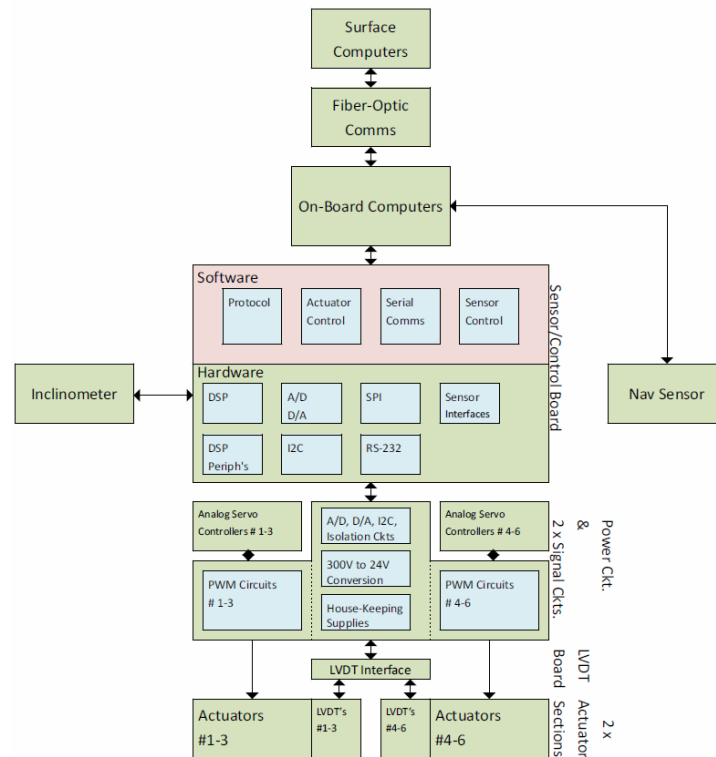 Surface
Computers
Fiber-Optic
Comms
On-Board Computers
Software
Protocol
Actuator
Control
Serial
Comms
Sensor
Control
Sensor/Control Board
Hardware
DSP
A/D
D/A
SPI
Sensor
Interfaces
DSP
Periph's
I2C
RS-232
Inclinometer
Nav Sensor
Analog Servo
Controllers # 1-3
A/D, D/A, I2C,
Isolation Ckts
Analog Servo
Controllers # 4-6
300V to 24V
Conversion
PWM Circuits
# 1-3
PWM Circuits
# 4-6
House-Keeping
Supplies
Power Ckt.
&
2 x Signal Ckts.
LVDT Interface
LVDT
Board
Actuators
#1-3
LVDT's
#1-3
LVDT's
#4-6
Actuators
#4-6
2 x
Actuator
Sections